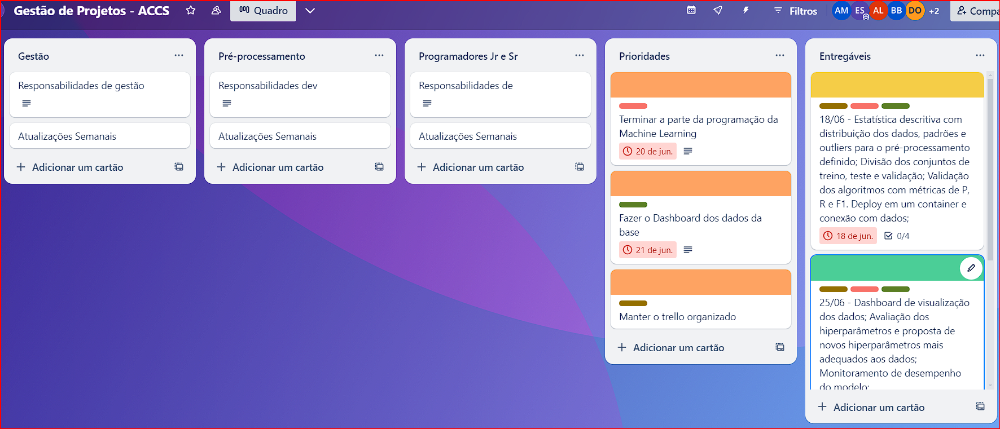 Gestão de Projetos - ACCS
Quadro
Filtros
AM ES AL BB DO +2
Compa
Gestão
Responsabilidades de gestão
Atualizações Semanais
Adicionar um cartão
Pré-processamento
Responsabilidades dev
Atualizações Semanais
Adicionar um cartão
Programadores Jr e Sr
Responsabilidades de
Atualizações Semanais
Adicionar um cartão
Prioridades
Terminar a parte da programação da
Machine Learning
20 de jun.
Fazer o Dashboard dos dados da
base
21 de jun.
Manter o trello organizado
Adicionar um cartão
Entregáveis
18/06 - Estatística descritiva com
distribuição dos dados, padrões e
outliers para o pré-processamento
definido; Divisão dos conjuntos de
treino, teste e validação; Validação
dos algoritmos com métricas de P,
R e F1. Deploy em um container e
conexão com dados;
18 de jun. 0/4
25/06 - Dashboard de visualização
dos dados; Avaliação dos
hiperparâmetros e proposta de
novos hiperparâmetros mais
adequados aos dados;
Monitoramento de desempenho
do modelo;
Adicionar um cartão